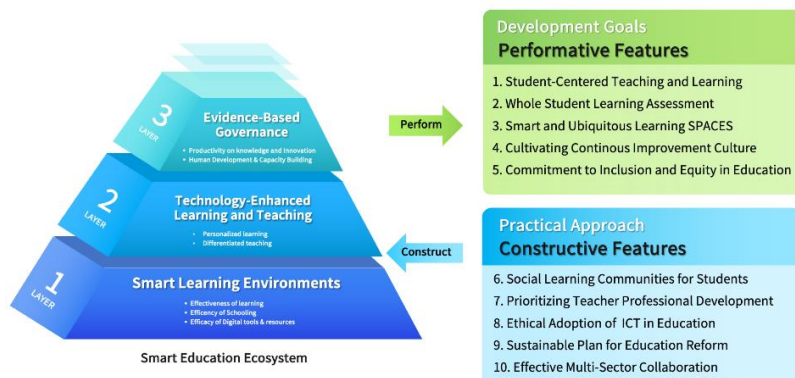 3
LAYER
Evidence-Based
Governance
• Productivity on knowledge and Innovation
• Human Development & Capacity Building
2
LAYER
Technology-Enhanced
Learning and Teaching
• Personalized learning
• Differentiated teaching
1
LAYER
Smart Learning Environments
• Effectiveness of learning
• Efficency of Schooling
• Efficacy of Digital tools & resources
Smart Education Ecosystem
Perform
Construct
Development Goals
Performative Features
1. Student-Centered Teaching and Learning
2. Whole Student Learning Assessment
3. Smart and Ubiquitous Learning SPACES
4. Cultivating Continous Improvement Culture
5. Commitment to Inclusion and Equity in Education
Practical Approach
Constructive Features
6. Social Learning Communities for Students
7. Prioritizing Teacher Professional Development
8. Ethical Adoption of ICT in Education
9. Sustainable Plan for Education Reform
10. Effective Multi-Sector Collaboration